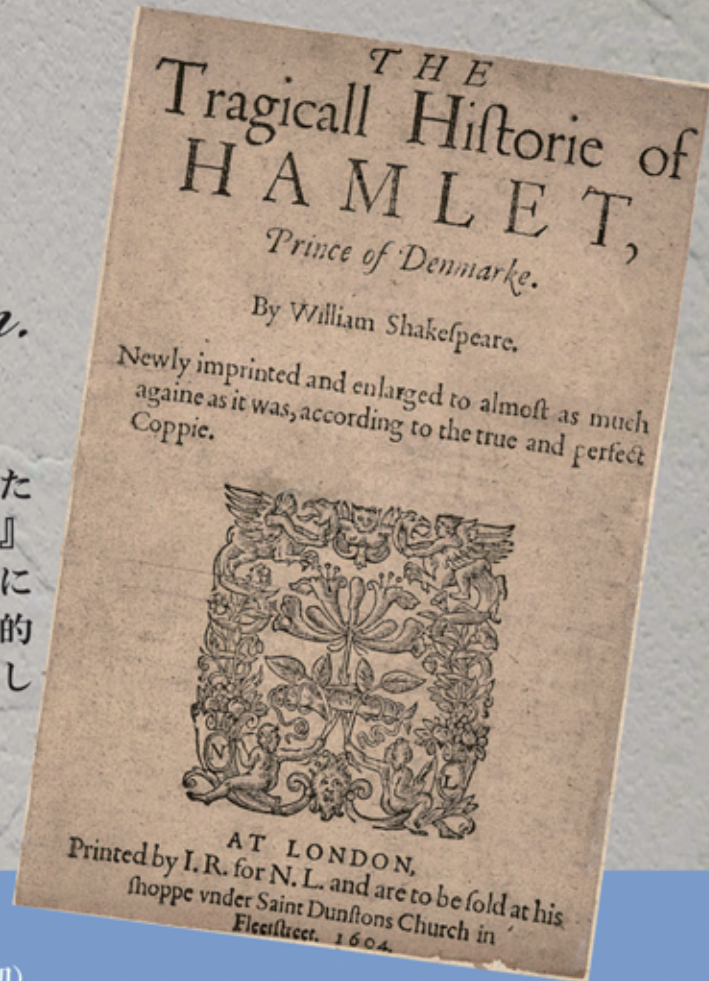 THE
Tragicall Hiſtorie of
HAMLET,
Prince of Denmarke.
By William Shakeſpeare.
Newly imprinted and enlarged to almoſt as much
againe as it was, according to the true and perfect
Coppie.
た
』
に
的
し
AT LONDON,
Printed by I. R. for N. L. and are to be ſold at his
ſhoppe vnder Saint Dunſtons Church in
Fleetſtreet. 1604.